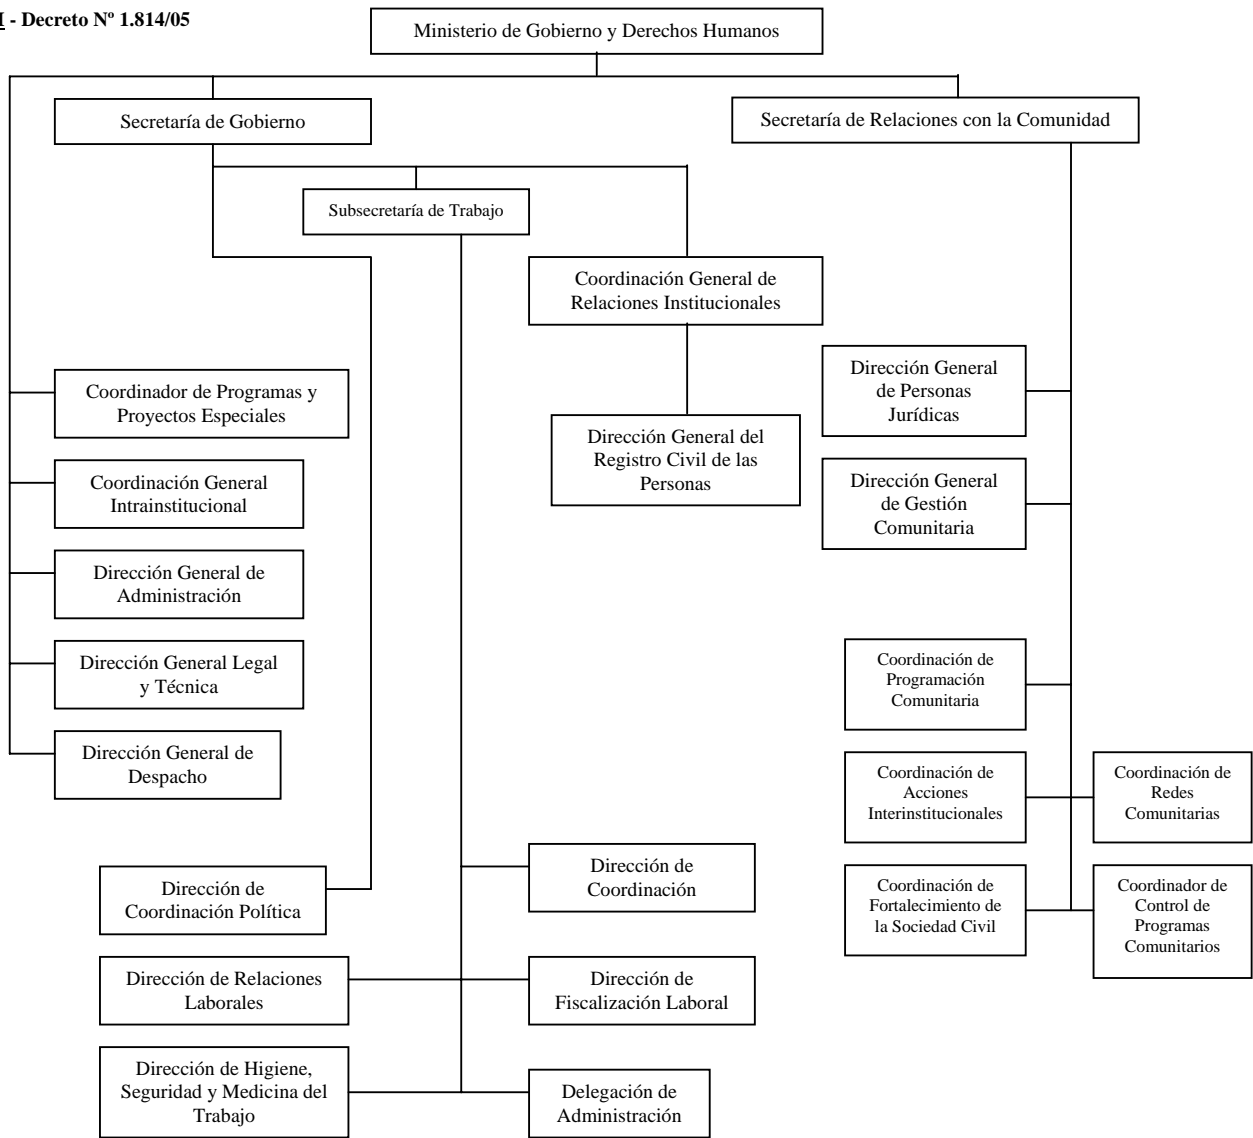 I - Decreto Nº 1.814/05
Ministerio de Gobierno y Derechos Humanos
Secretaría de Gobierno
Secretaría de Relaciones con la Comunidad
Subsecretaría de Trabajo
Coordinación General de
Relaciones Institucionales
Dirección General
de Personas
Jurídicas
Coordinador de Programas y
Proyectos Especiales
Dirección General del
Registro Civil de las
Personas
Coordinación General
Intrainstitucional
Dirección General
de Gestión
Comunitaria
Dirección General de
Administración
Dirección General Legal
y Técnica
Coordinación de
Programación
Comunitaria
Dirección General de
Despacho
Coordinación de
Acciones
Interinstitucionales
Coordinación de
Redes
Comunitarias
Dirección de
Coordinación Política
Dirección de
Coordinación
Coordinación de
Fortalecimiento de
la Sociedad Civil
Coordinador de
Control de
Programas
Comunitarios
Dirección de Relaciones
Laborales
Dirección de
Fiscalización Laboral
Dirección de Higiene,
Seguridad y Medicina del
Trabajo
Delegación de
Administración